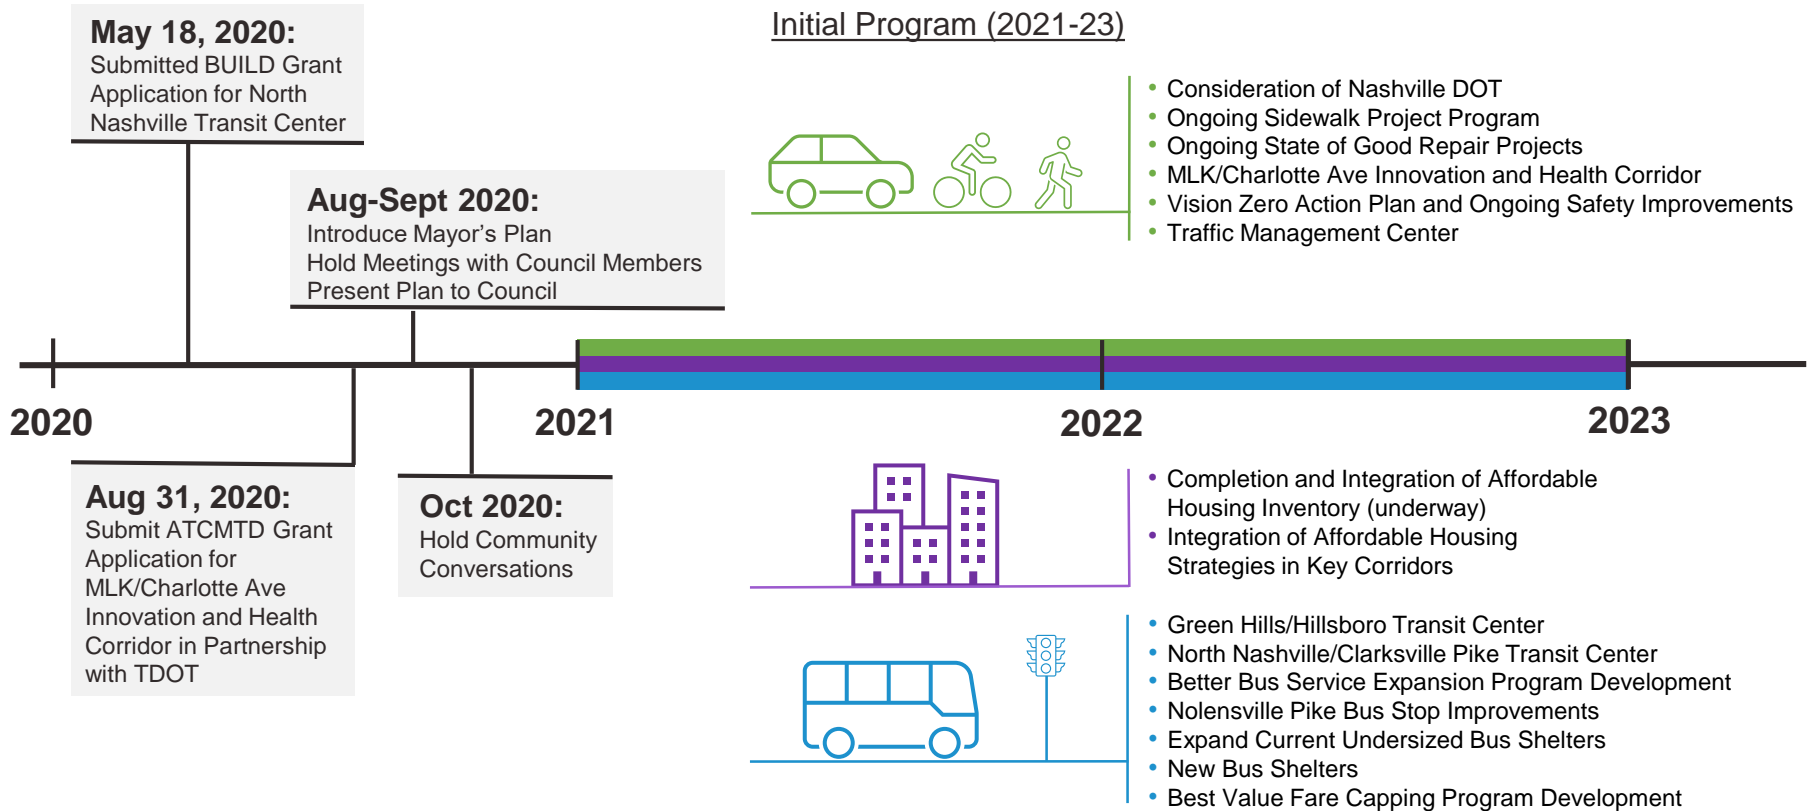 Initial Program (2021-23)
May 18, 2020:
Submitted BUILD Grant
Application for North
Nashville Transit Center
Aug-Sept 2020:
Introduce Mayor's Plan
Hold Meetings with Council Members
Present Plan to Council
• Consideration of Nashville DOT
• Ongoing Sidewalk Project Program
• Ongoing State of Good Repair Projects
• MLK/Charlotte Ave Innovation and Health Corridor
• Vision Zero Action Plan and Ongoing Safety Improvements
• Traffic Management Center
2020
2021
2022
2023
Aug 31, 2020:
Submit ATCMTD Grant
Application for
MLK/Charlotte Ave
Innovation and Health
Corridor in Partnership
with TDOT
Oct 2020:
Hold Community
Conversations
• Completion and Integration of Affordable
Housing Inventory (underway)
• Integration of Affordable Housing
Strategies in Key Corridors
• Green Hills/Hillsboro Transit Center
• North Nashville/Clarksville Pike Transit Center
• Better Bus Service Expansion Program Development
• Nolensville Pike Bus Stop Improvements
• Expand Current Undersized Bus Shelters
• New Bus Shelters
• Best Value Fare Capping Program Development